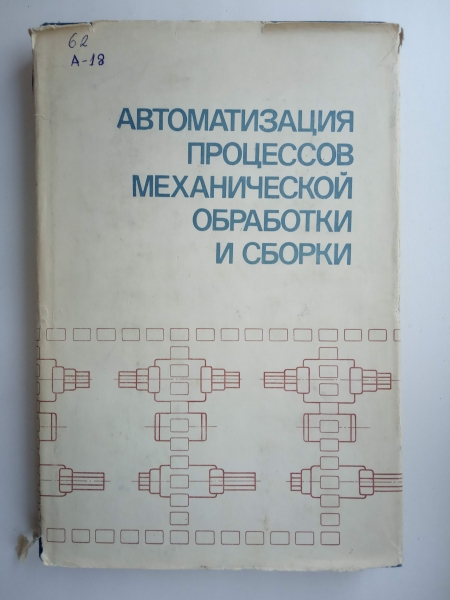 62
А-18
АВТОМАТИЗАЦИЯ
ПРОЦЕССОВ
МЕХАНИЧЕСКОЙ
ОБРАБОТКИ
И СБОРКИ